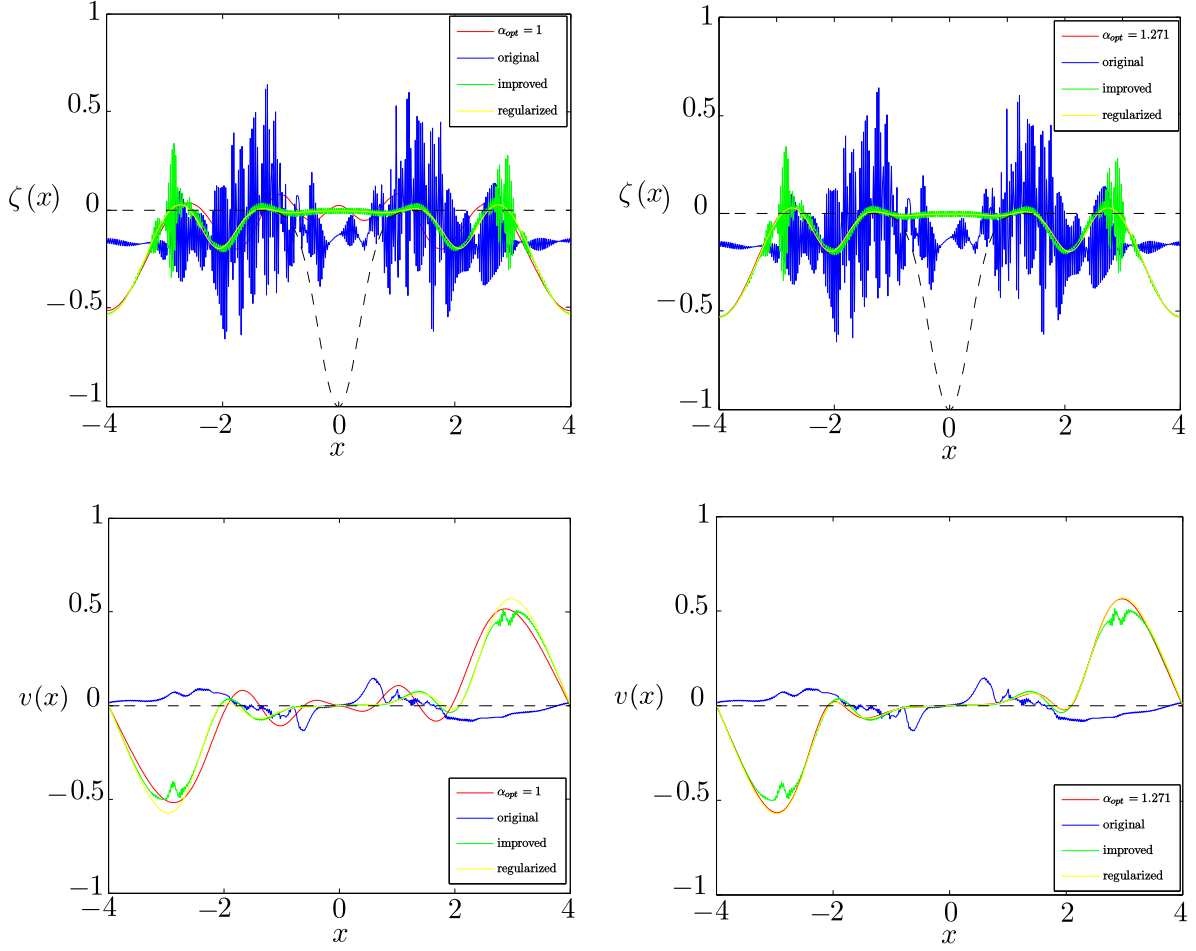 1
0.5
0
−0.5
−1
ζ(x)
−4
−2
0
2
4
x
α_opt = 1
original
improved
regularized
1
0.5
0
−0.5
−1
ζ(x)
−4
−2
0
2
4
x
α_opt = 1.271
original
improved
regularized
1
0.5
0
−0.5
−1
v(x)
−4
−2
0
2
4
x
α_opt = 1
original
improved
regularized
1
0.5
0
−0.5
−1
v(x)
−4
−2
0
2
4
x
α_opt = 1.271
original
improved
regularized